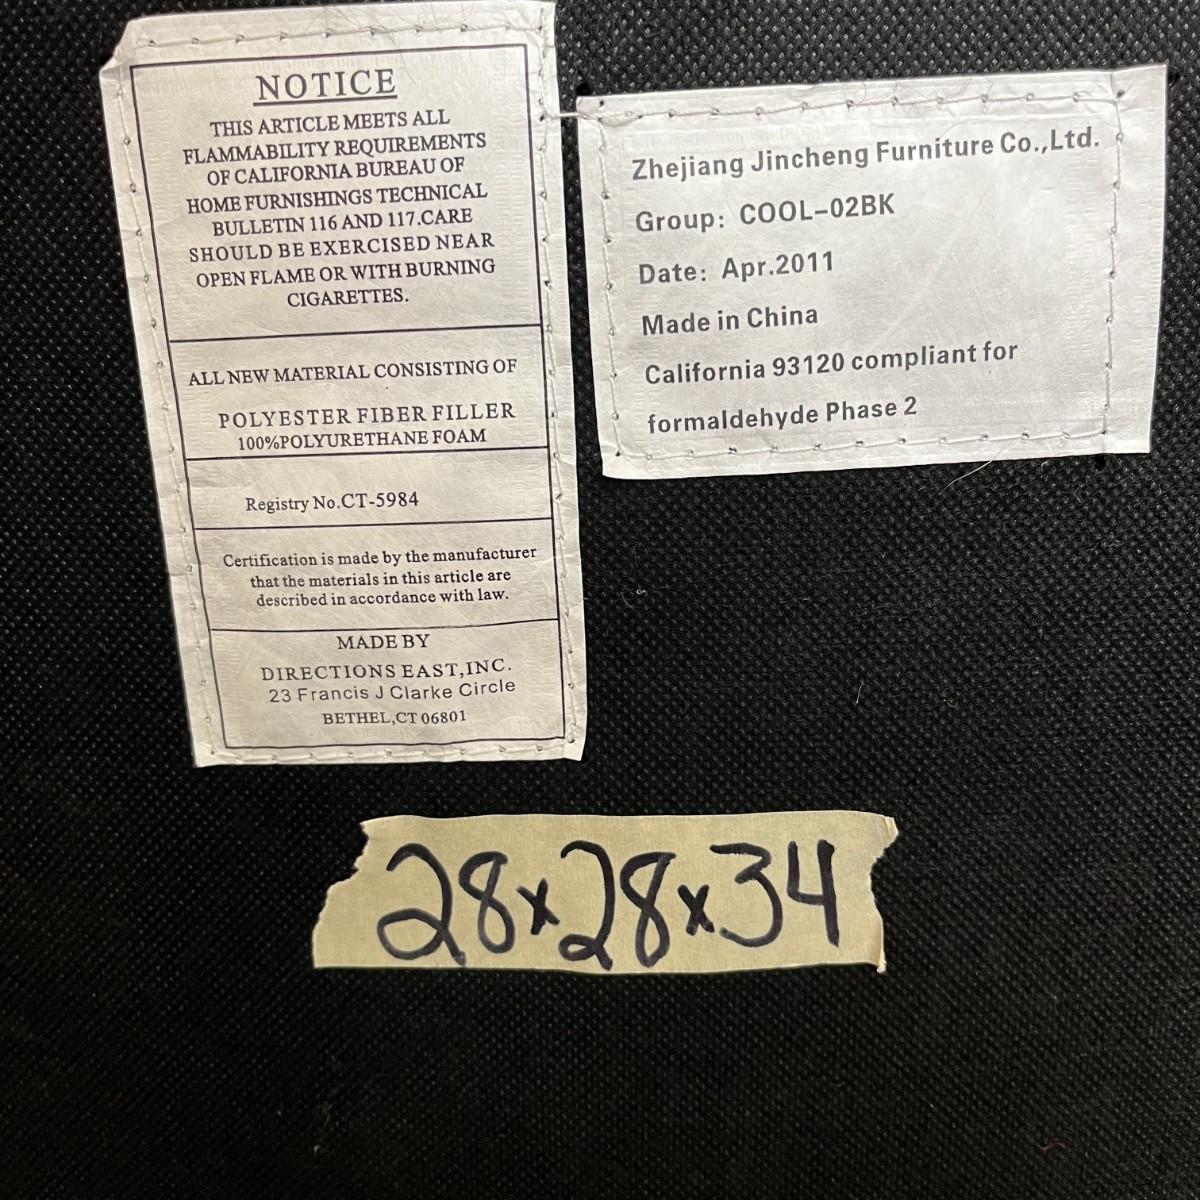 NOTICE
THIS ARTICLE MEETS ALL
FLAMMABILITY REQUIREMENTS
OF CALIFORNIA BUREAU OF
HOME FURNISHINGS TECHNICAL
BULLETIN 116 AND 117.CARE
SHOULD BE EXERCISED NEAR
OPEN FLAME OR WITH BURNING
CIGARETTES.
ALL NEW MATERIAL CONSISTING OF
POLYESTER FIBER FILLER
100%POLYURETHANE FOAM
Registry No.CT-5984
Certification is made by the manufacturer
that the materials in this article are
described in accordance with law.
MADE BY
DIRECTIONS EAST,INC.
23 Francis J Clarke Circle
BETHEL,CT 06801
Zhejiang Jincheng Furniture Co.,Ltd.
Group: COOL-02BK
Date: Apr.2011
Made in China
California 93120 compliant for
formaldehyde Phase 2
28x28x34